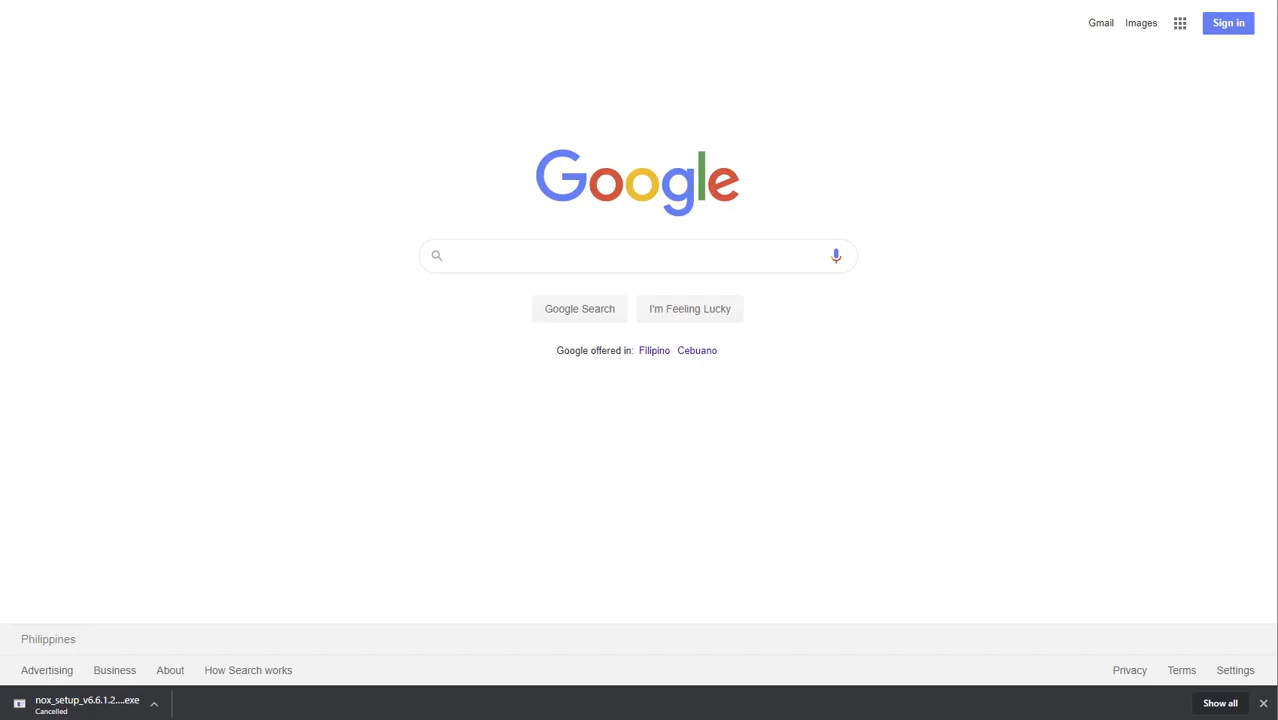 Gmail Images Sign in
Google
Google Search I'm Feeling Lucky
Google offered in: Filipino Cebuano
Philippines
Advertising Business About How Search works Privacy Terms Settings
nox_setup_v6.6.1.2....exe
Cancelled
Show all